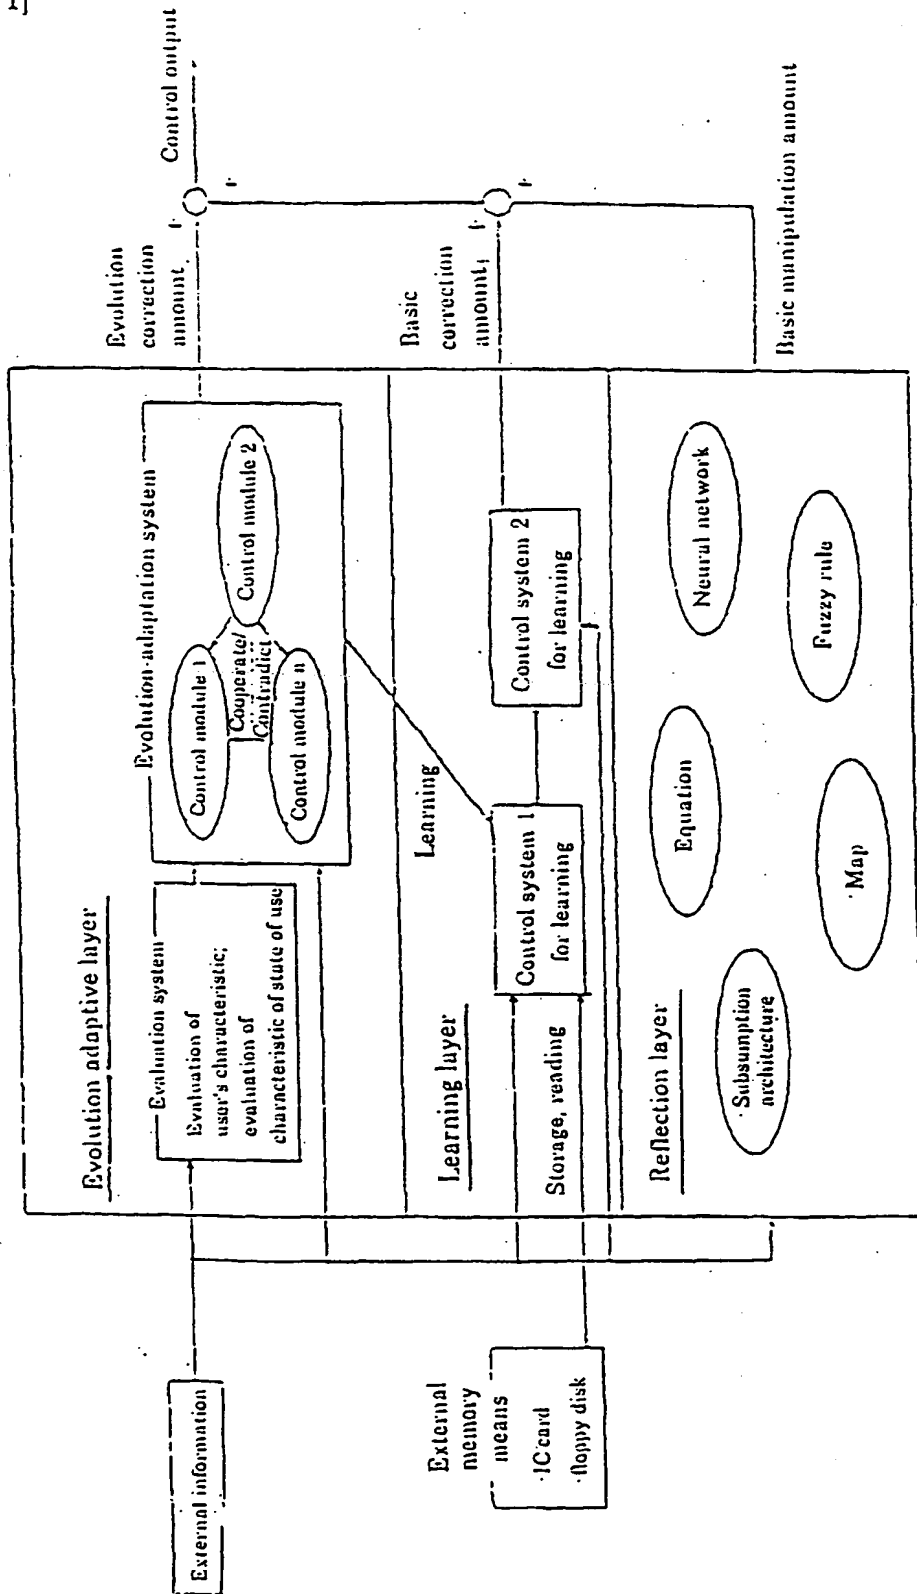 1]
External information
External
memory
means
·IC card
·floppy disk
Evolution adaptive layer
Evaluation system
Evaluation of
user's characteristic;
evaluation of
characteristic of state of use
Evolution-adaptation system
Control module 1
Control module 2
Control module n
Cooperate/
Contradict
Learning layer
Learning
Storage, reading
Control system 1
for learning
Control system 2
for learning
Reflection layer
·Subsumption
architecture
Equation
·Map
Neural network
Fuzzy rule
Evolution
correction
amount
+
+
Control output
Basic
correction
amount
+
+
Basic manipulation amount